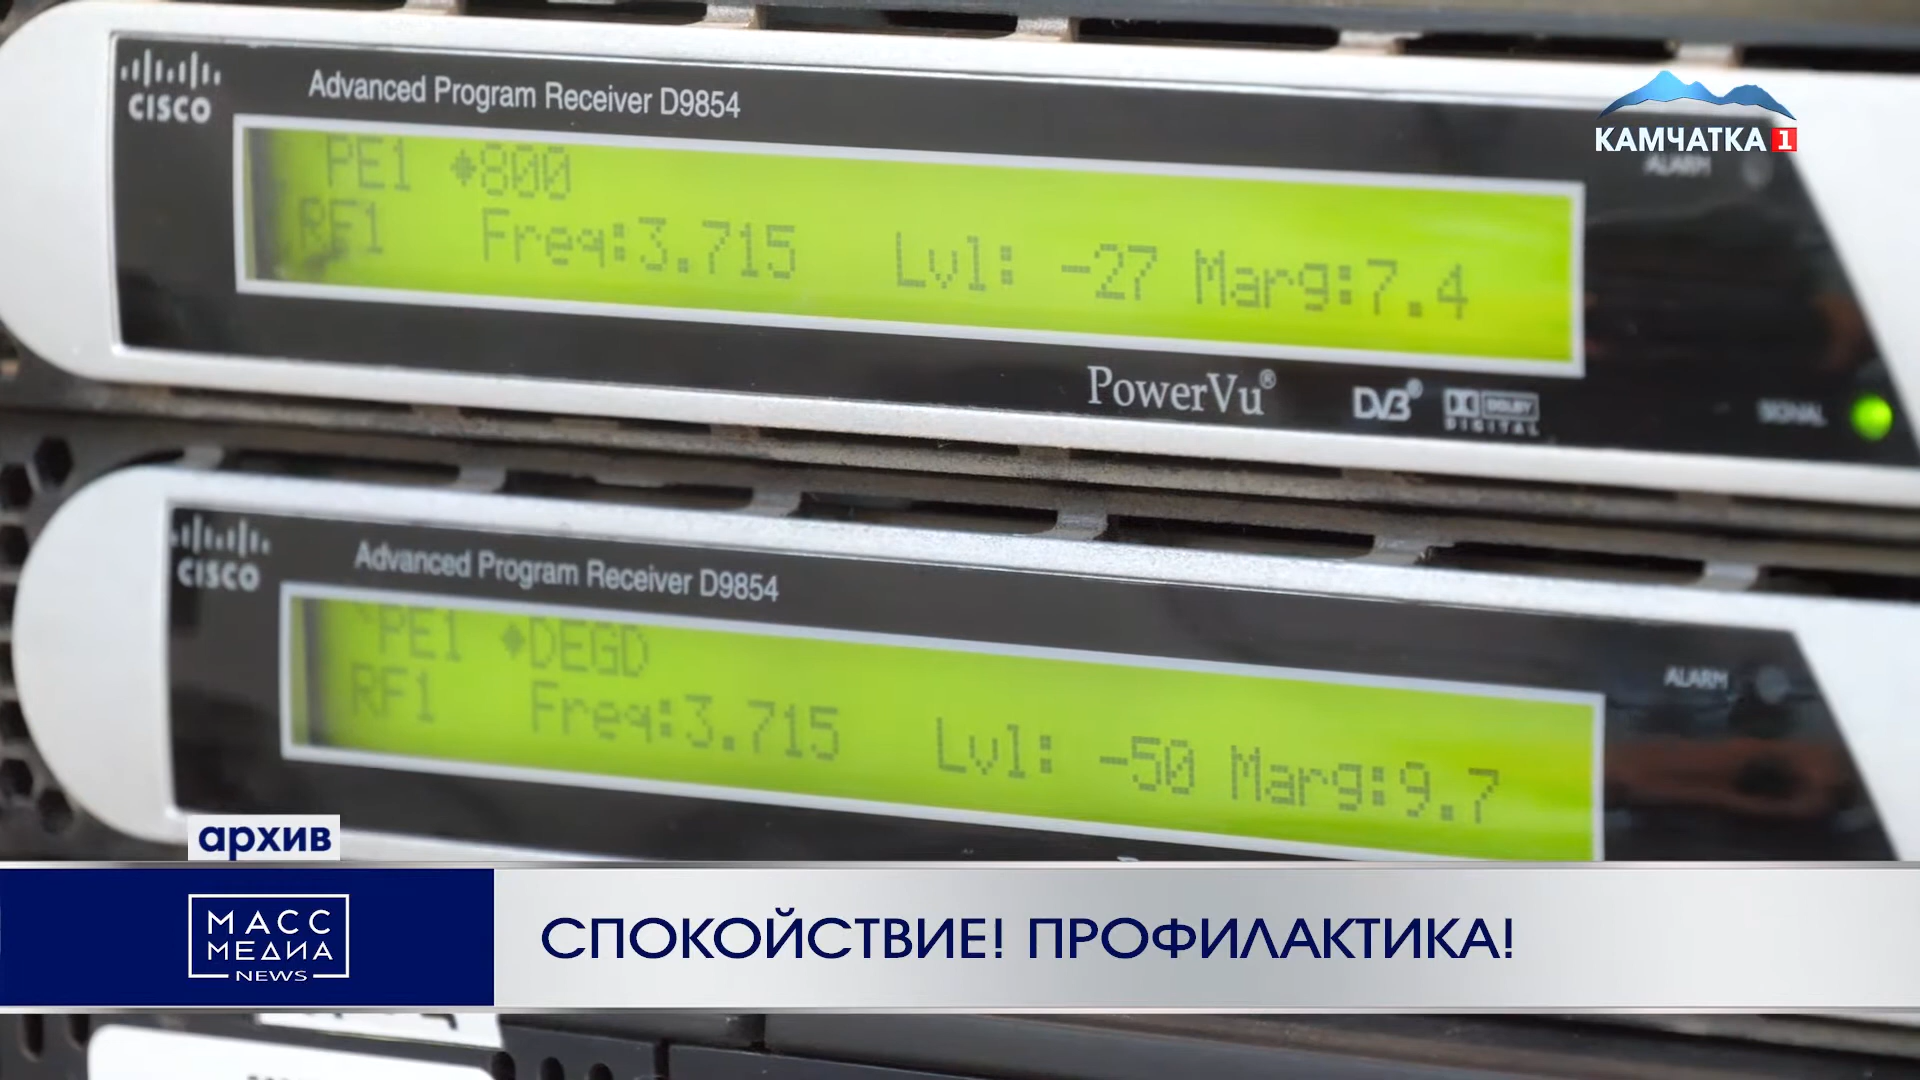 CISCO
Advanced Program Receiver D9854
КАМЧАТКА 1
ALARM
PE1 800
RF1 Freq:3.715 Lvl: -27 Marg:7.4
PowerVu®
DVB®
DOLBY
DIGITAL
SIGNAL
CISCO
Advanced Program Receiver D9854
ALARM
PE1 DEGD
RF1 Freq:3.715 Lvl: -50 Marg:9.7
архив
МАСС
МЕДИА
NEWS
СПОКОЙСТВИЕ! ПРОФИЛАКТИКА!